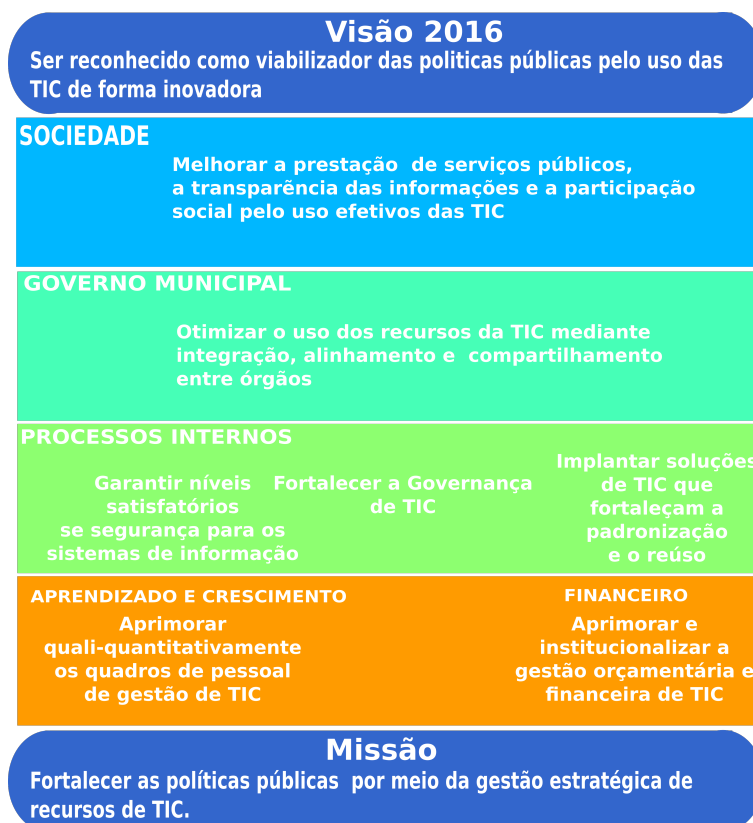 Visão 2016
Ser reconhecido como viabilizador das politicas públicas pelo uso das
TIC de forma inovadora
SOCIEDADE
Melhorar a prestação  de serviços públicos,
a transparência das informações e a participação
social pelo uso efetivos das TIC
GOVERNO MUNICIPAL
Otimizar o uso dos recursos da TIC mediante
integração, alinhamento e  compartilhamento
entre órgãos
PROCESSOS INTERNOS
Garantir níveis
satisfatórios
se segurança para os
sistemas de informação
Fortalecer a Governança
de TIC
Implantar soluções
de TIC que
fortaleçam a
padronização
e o reúso
APRENDIZADO E CRESCIMENTO
Aprimorar
quali-quantitativamente
os quadros de pessoal
de gestão de TIC
FINANCEIRO
Aprimorar e
institucionalizar a
gestão orçamentária e
financeira de TIC
Missão
Fortalecer as políticas públicas  por meio da gestão estratégica de
recursos de TIC.